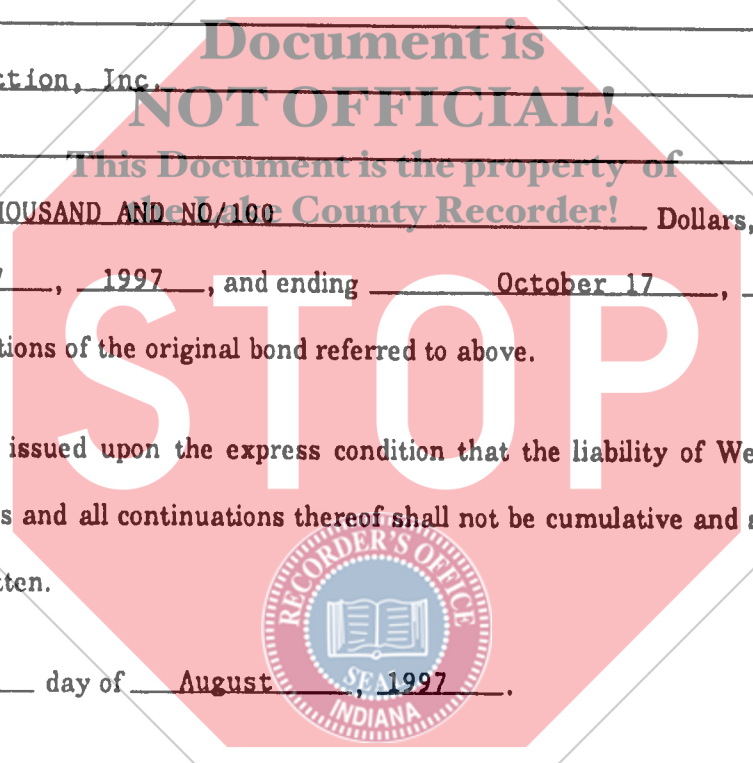 Document is
ction, Inc.
NOT OFFICIAL!
This Document is the property of
the Lake County Recorder!
HOUSAND AND NO/100 Dollars,
, 1997, and ending October 17,
STOP
tions of the original bond referred to above.
issued upon the express condition that the liability of We
s and all continuations thereof shall not be cumulative and
tten.
RECORDER'S OFFICE
SEAL
INDIANA
day of August, 1997.